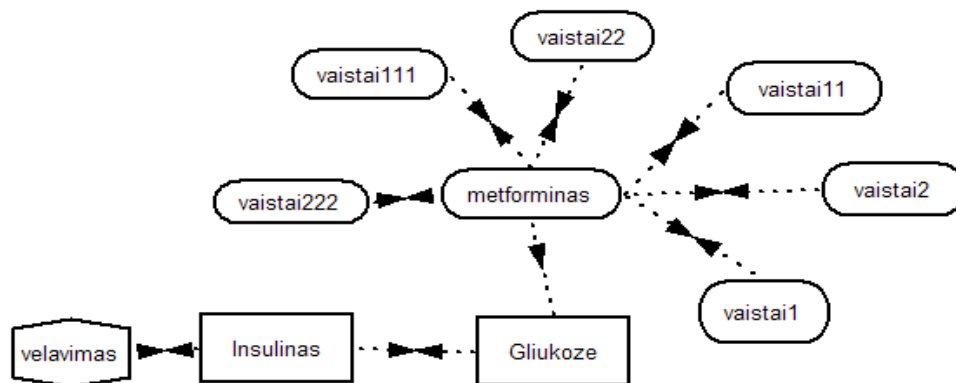 vaistai22
vaistai111
vaistai11
metforminas
vaistai2
vaistai222
vaistai1
velavimas
Insulinas
Gliukoze